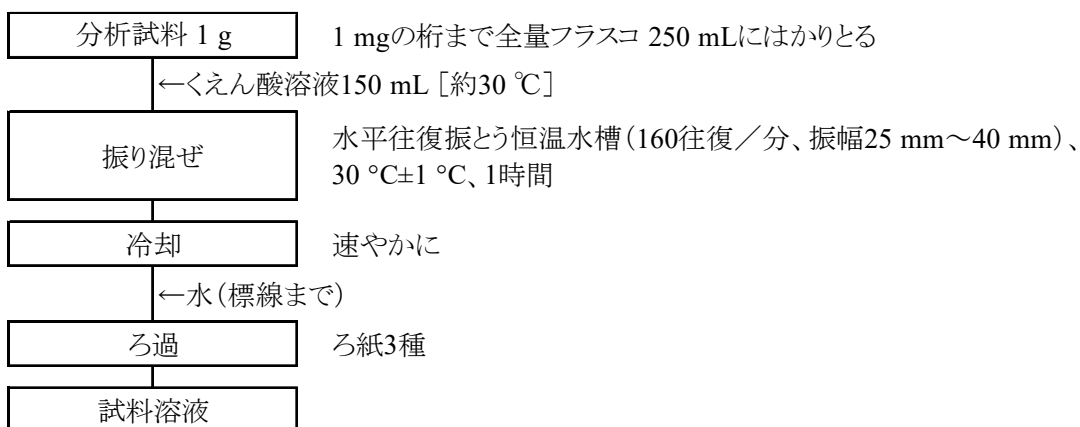 分析試料 1 g
1 mgの桁まで全量フラスコ 250 mLにはかりとる
←くえん酸溶液150 mL [約30 ℃]
振り混ぜ
水平往復振とう恒温水槽(160往復/分、振幅25 mm~40 mm)、
30 °C±1 °C、1時間
冷却
速やかに
←水(標線まで)
ろ過
ろ紙3種
試料溶液